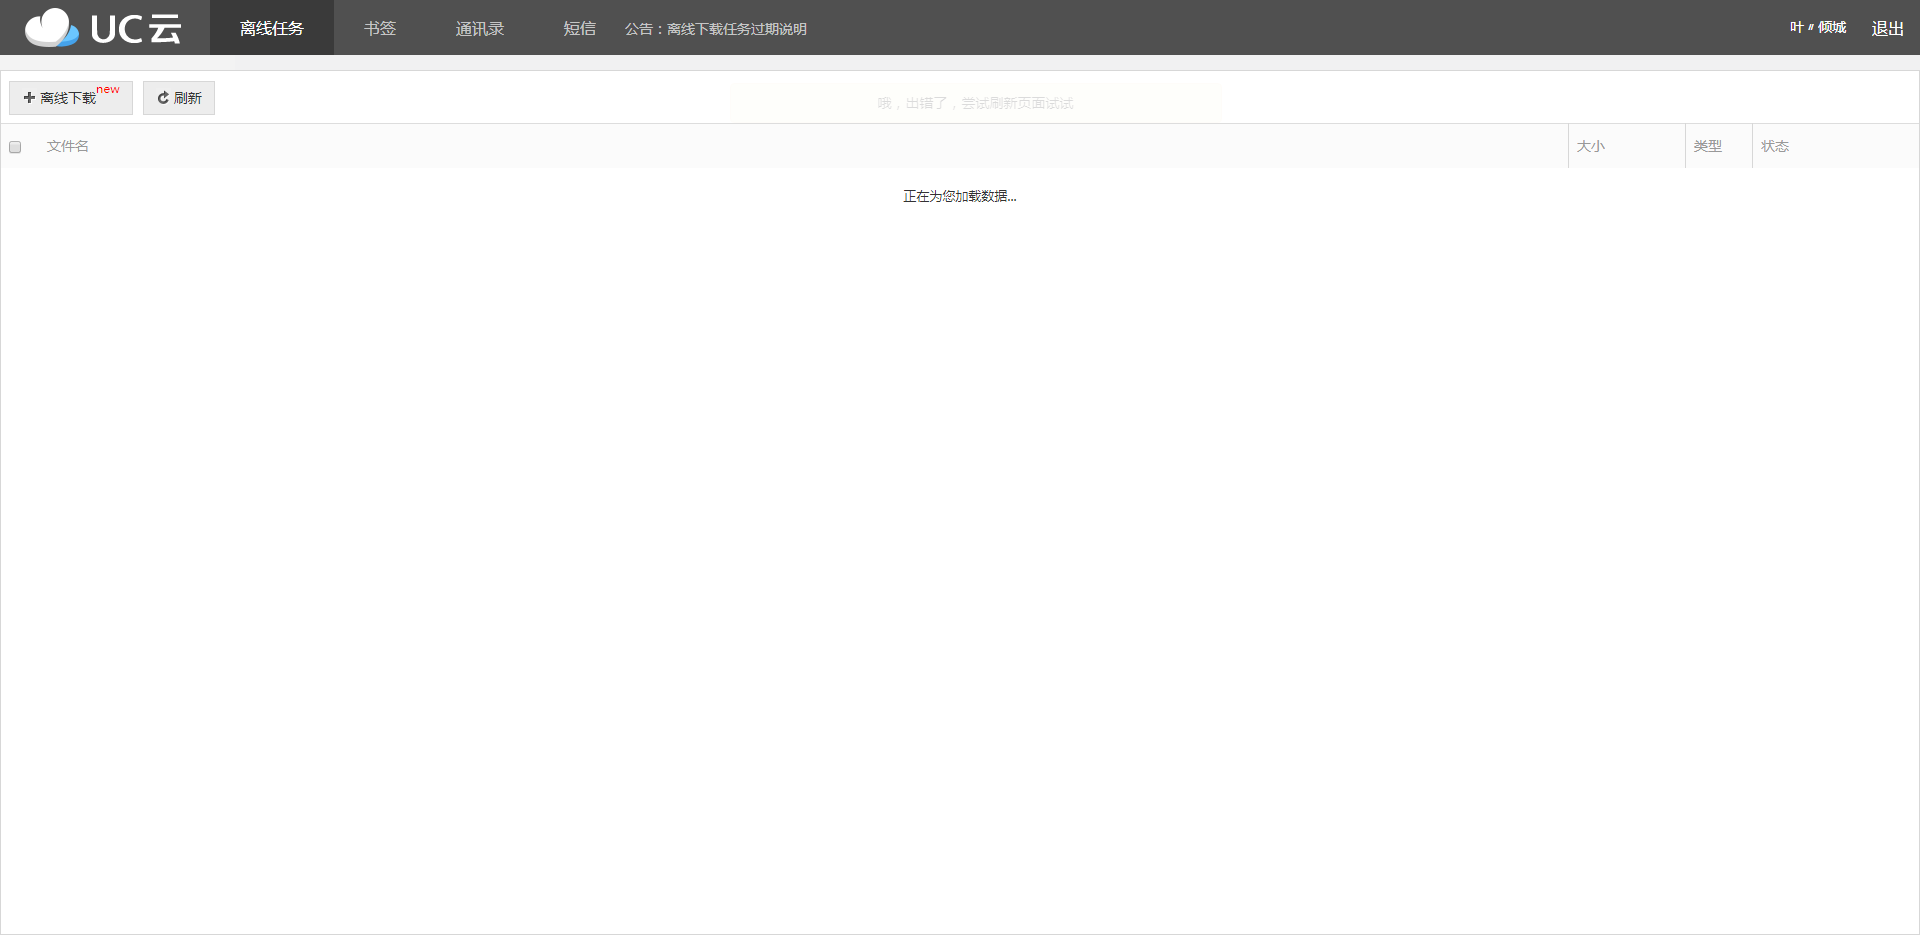 UC云 离线任务 书签 通讯录 短信 公告：离线下载任务过期说明 叶〃倾城 退出
离线下载 new 刷新
哦，出错了，尝试刷新页面试试
文件名 大小 类型 状态
正在为您加载数据...